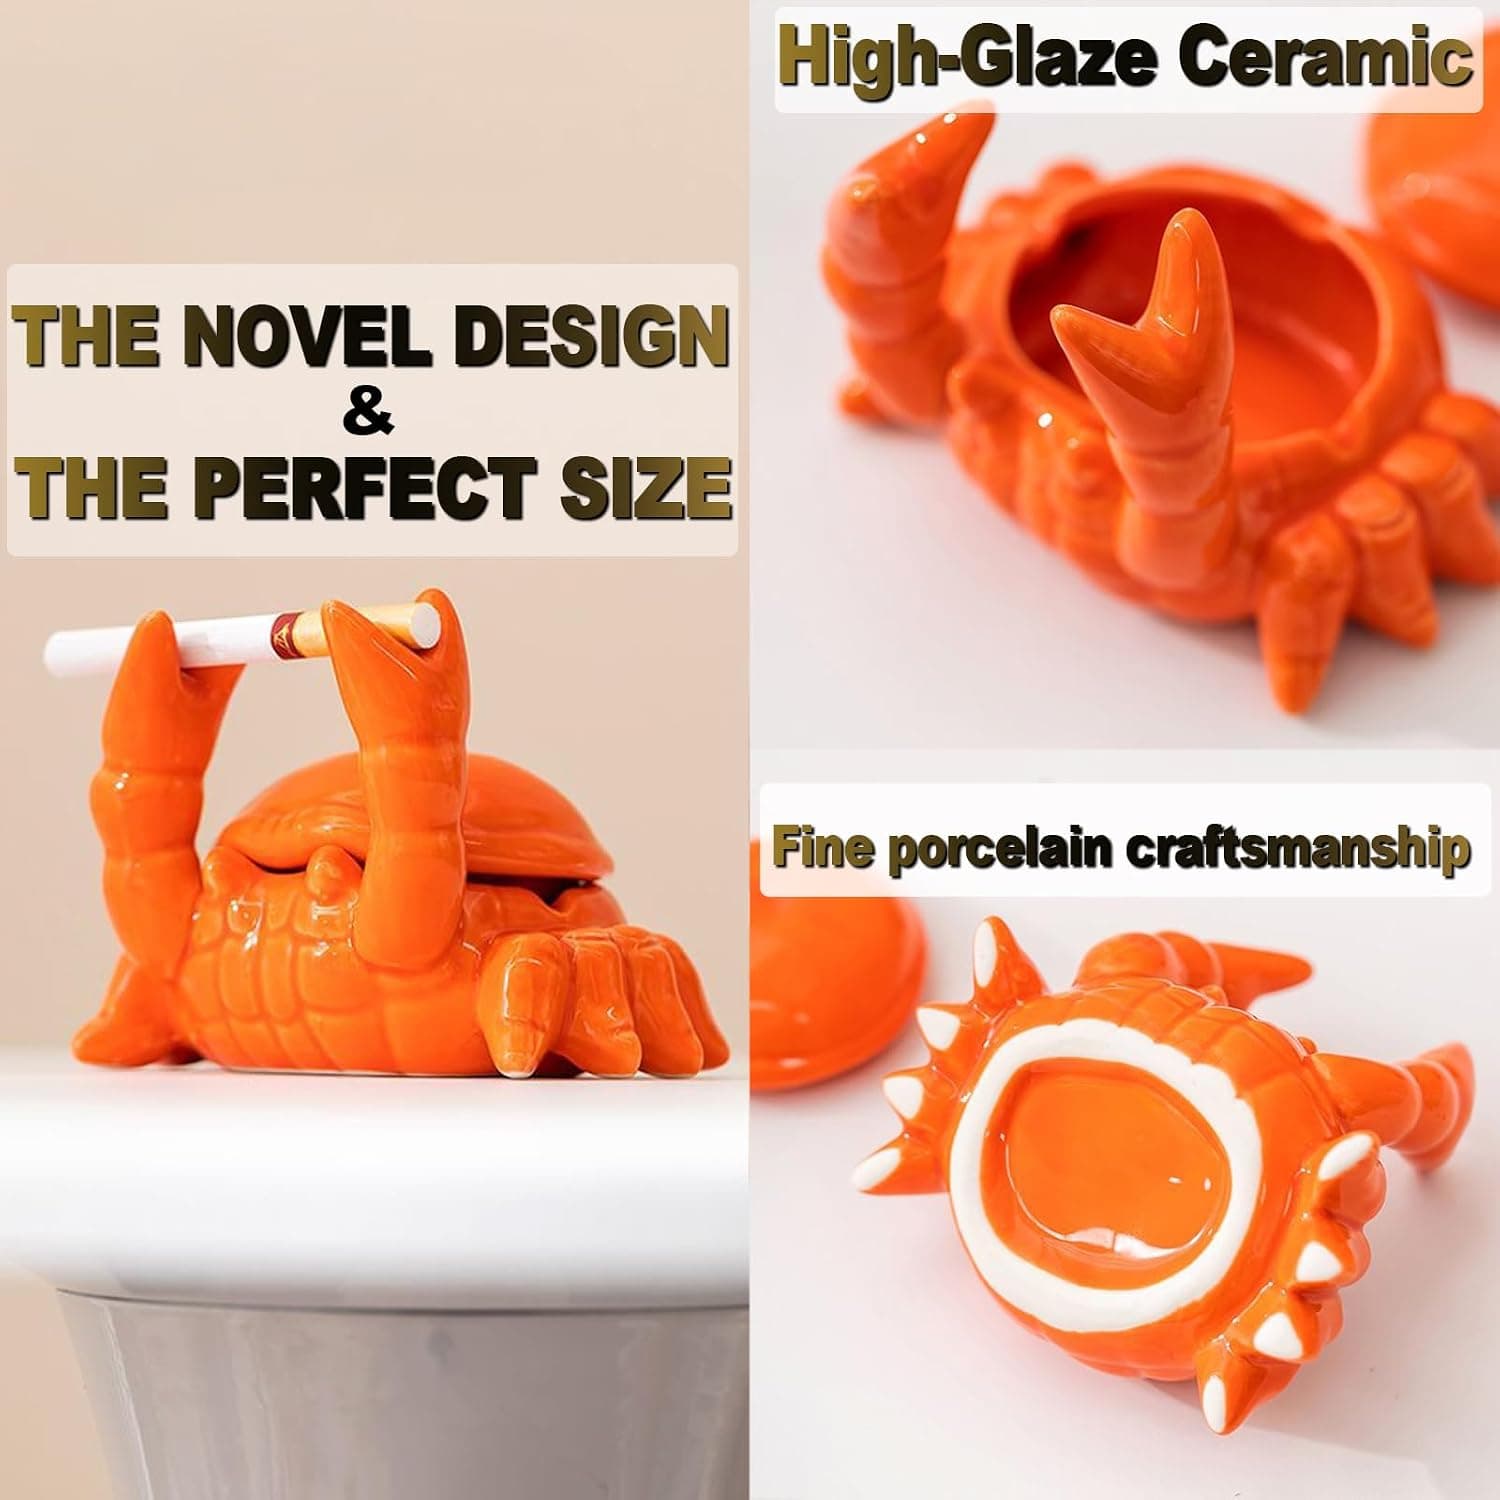 THE NOVEL DESIGN
&
THE PERFECT SIZE
High-Glaze Ceramic
Fine porcelain craftsmanship